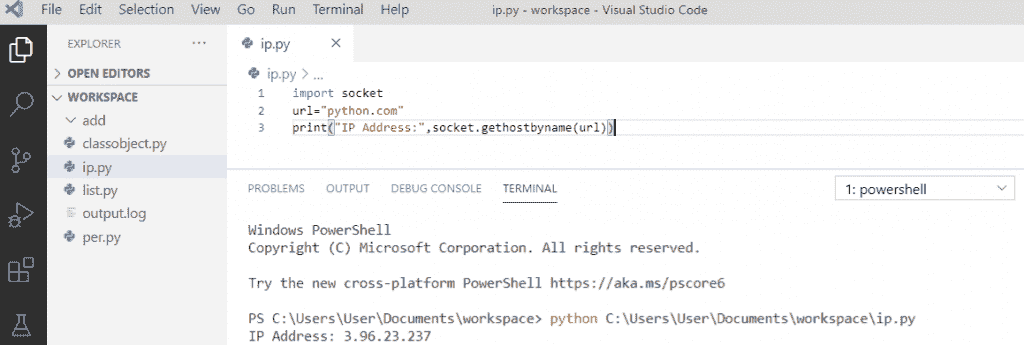 File Edit Selection View Go Run Terminal Help ip.py - workspace - Visual Studio Code
EXPLORER ...
OPEN EDITORS
WORKSPACE
add
classobject.py
ip.py
list.py
output.log
per.py
ip.py
ip.py > ...
1 import socket
2 url="python.com"
3 print("IP Address:",socket.gethostbyname(url))
PROBLEMS OUTPUT DEBUG CONSOLE TERMINAL 1: powershell
Windows PowerShell
Copyright (C) Microsoft Corporation. All rights reserved.
Try the new cross-platform PowerShell https://aka.ms/pscore6
PS C:\Users\User\Documents\workspace> python C:\Users\User\Documents\workspace\ip.py
IP Address: 3.96.23.237